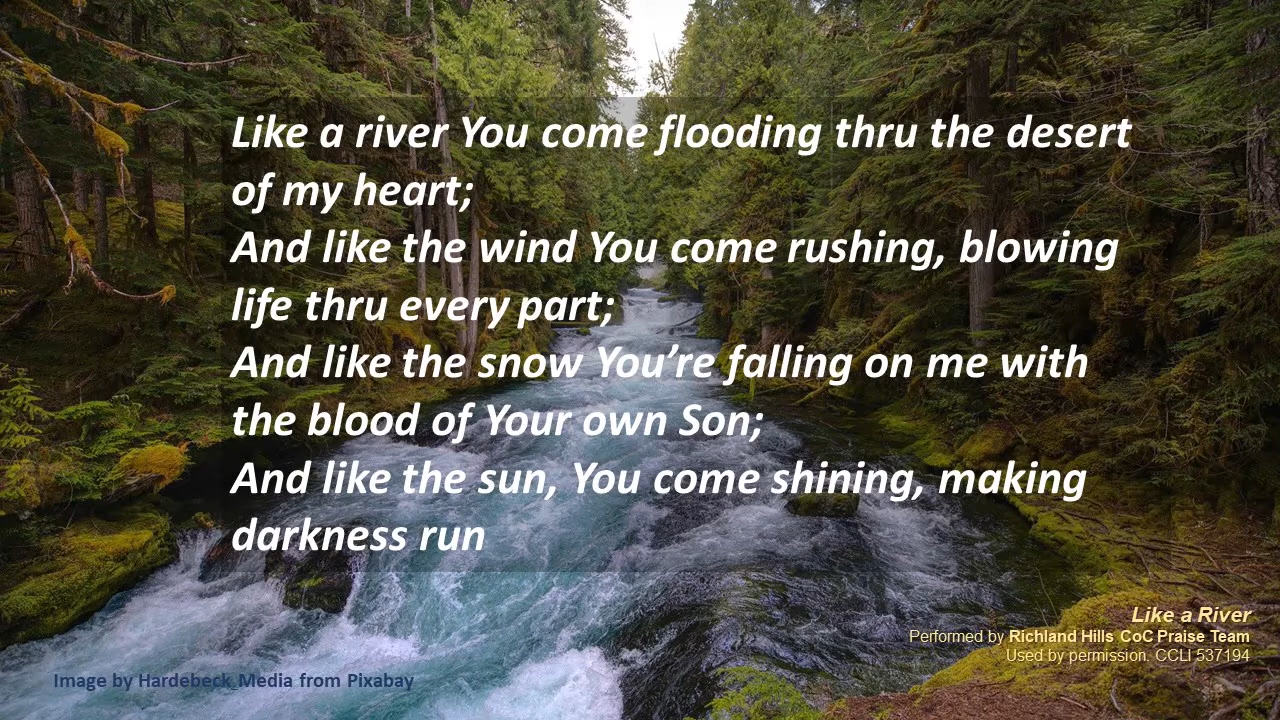 Like a river You come flooding thru the desert
of my heart;
And like the wind You come rushing, blowing
life thru every part;
And like the snow You’re falling on me with
the blood of Your own Son;
And like the sun, You come shining, making
darkness run
Like a River
Performed by Richland Hills CoC Praise Team
Used by permission. CCLI 537194
Image by Hardebeck_Media from Pixabay